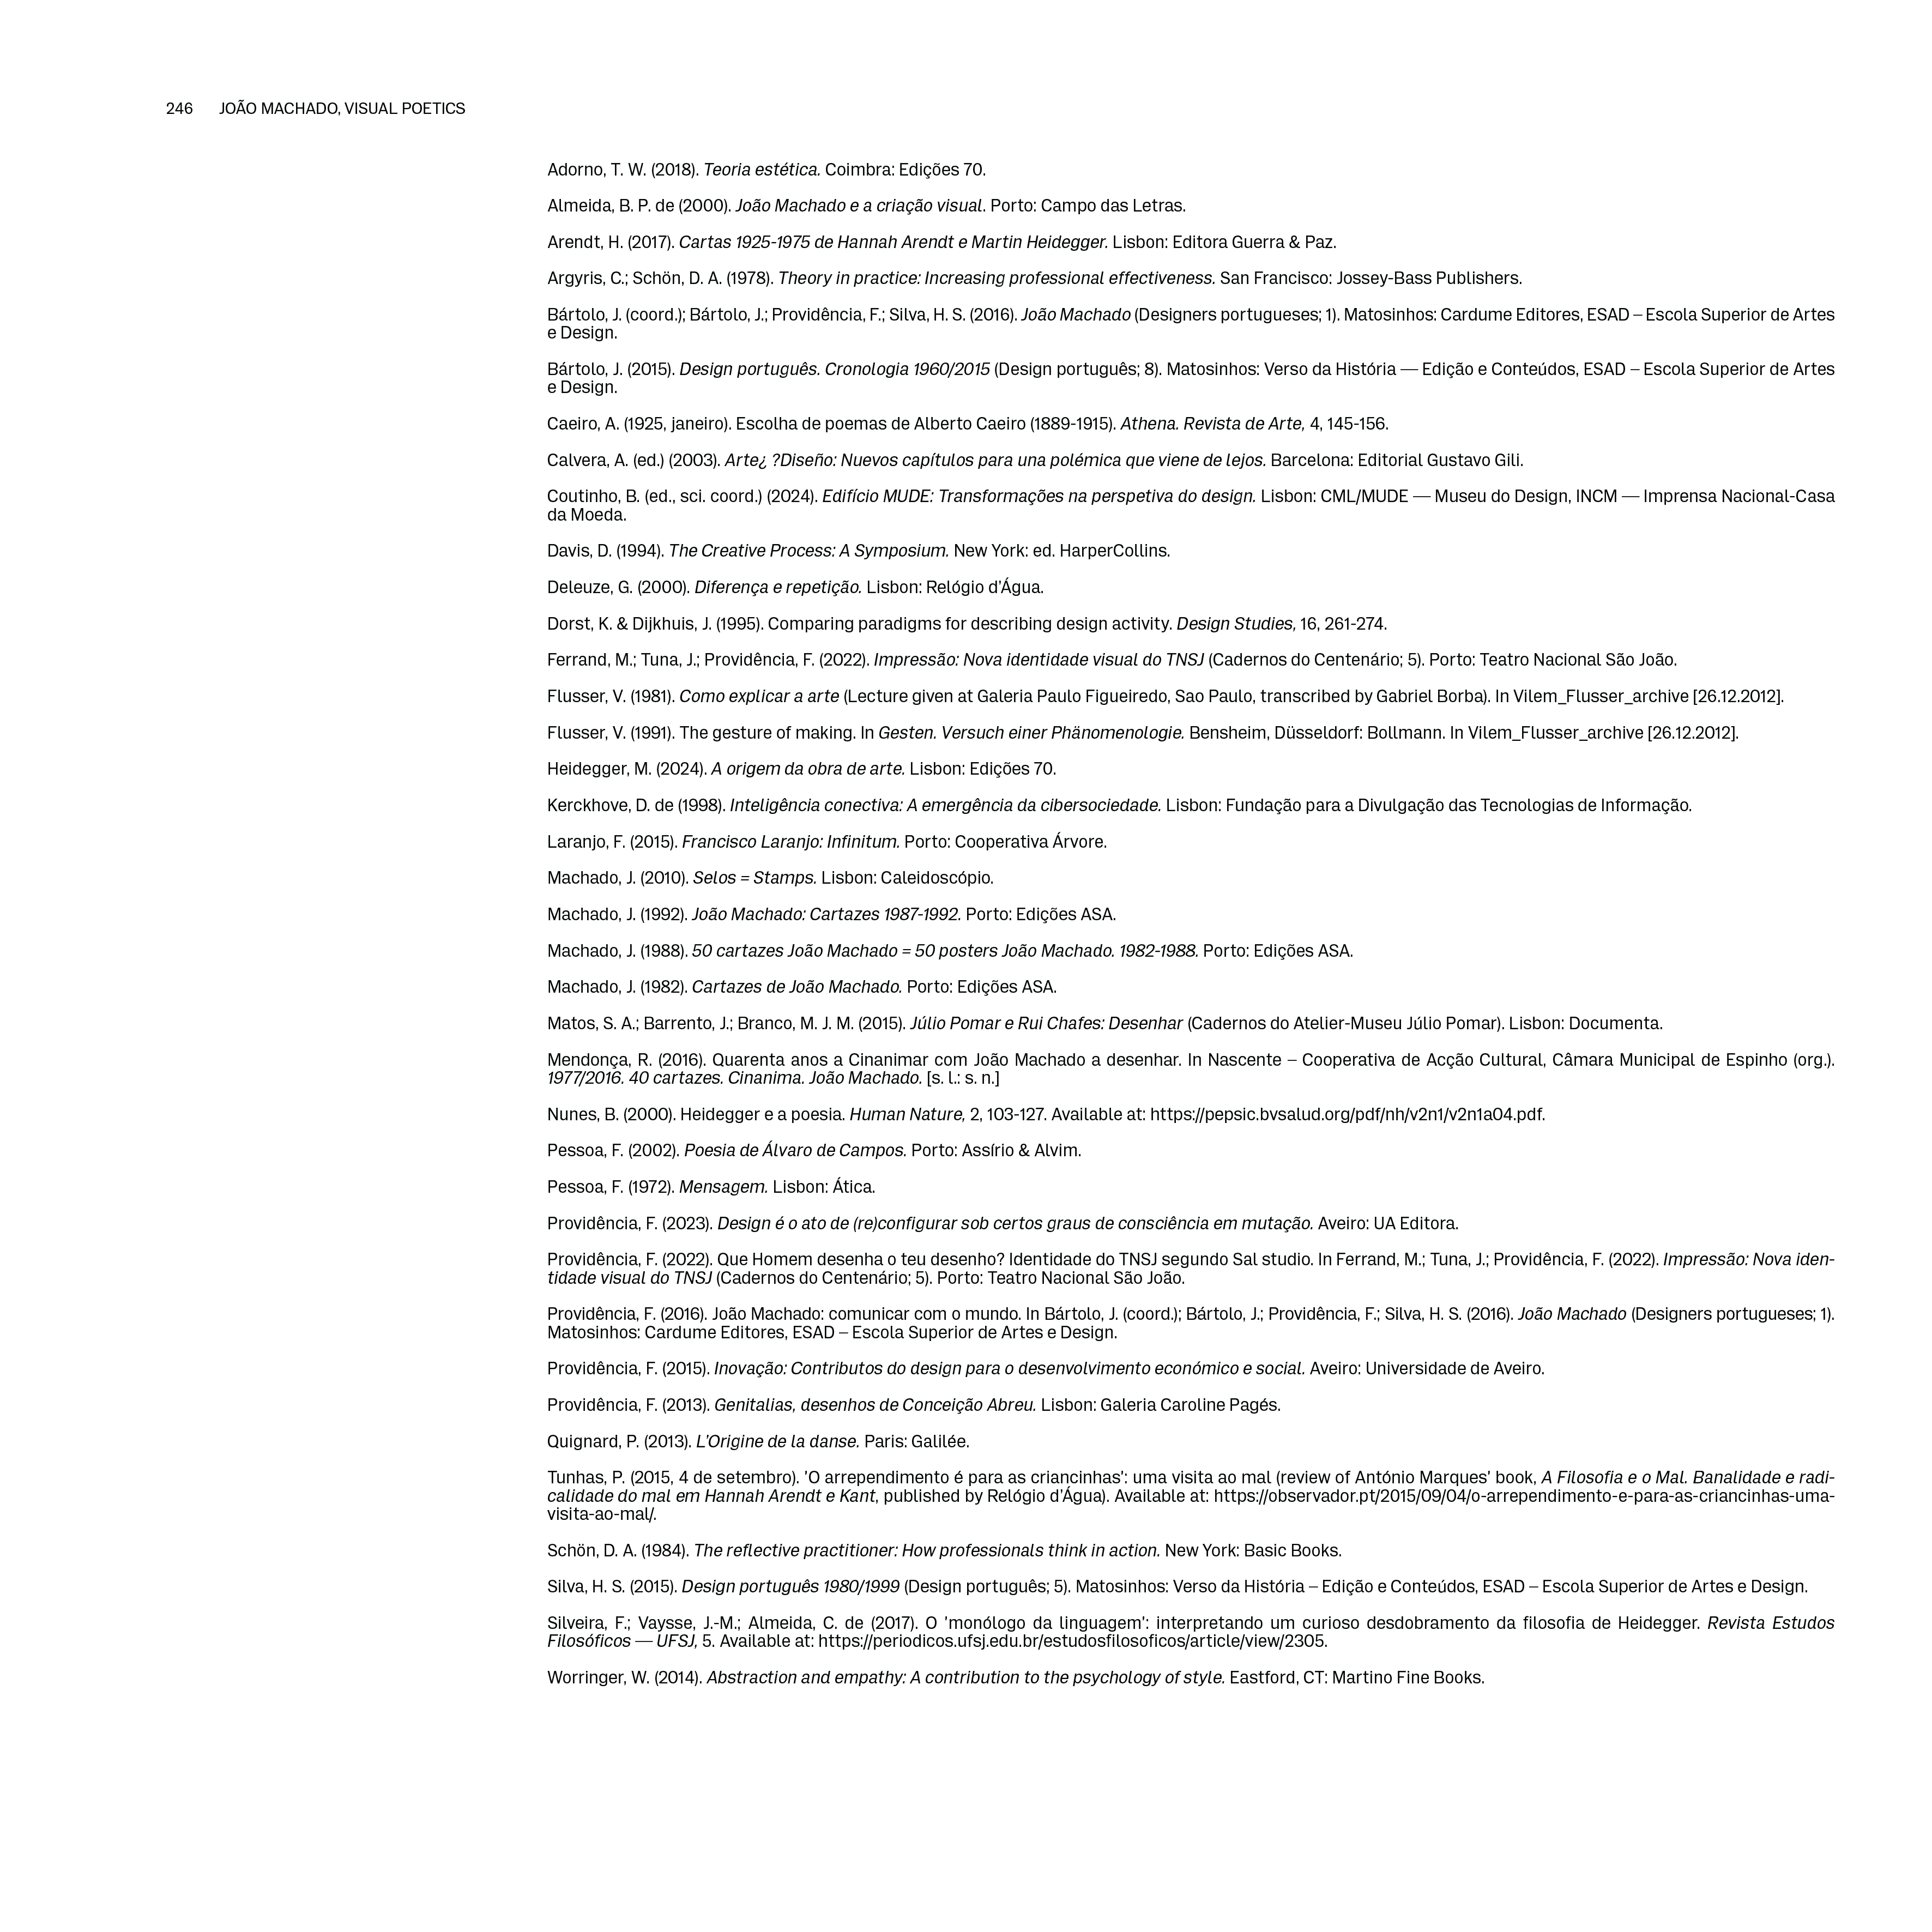 246 JOÃO MACHADO, VISUAL POETICS
Adorno, T. W. (2018). Teoria estética. Coimbra: Edições 70.
Almeida, B. P. de (2000). João Machado e a criação visual. Porto: Campo das Letras.
Arendt, H. (2017). Cartas 1925-1975 de Hannah Arendt e Martin Heidegger. Lisbon: Editora Guerra & Paz.
Argyris, C.; Schön, D. A. (1978). Theory in practice: Increasing professional effectiveness. San Francisco: Jossey-Bass Publishers.
Bártolo, J. (coord.); Bártolo, J.; Providência, F.; Silva, H. S. (2016). João Machado (Designers portugueses; 1). Matosinhos: Cardume Editores, ESAD – Escola Superior de Artes
e Design.
Bártolo, J. (2015). Design português. Cronologia 1960/2015 (Design português; 8). Matosinhos: Verso da História — Edição e Conteúdos, ESAD – Escola Superior de Artes
e Design.
Caeiro, A. (1925, janeiro). Escolha de poemas de Alberto Caeiro (1889-1915). Athena. Revista de Arte, 4, 145-156.
Calvera, A. (ed.) (2003). Arte¿ ?Diseño: Nuevos capítulos para una polémica que viene de lejos. Barcelona: Editorial Gustavo Gili.
Coutinho, B. (ed., sci. coord.) (2024). Edifício MUDE: Transformações na perspetiva do design. Lisbon: CML/MUDE — Museu do Design, INCM — Imprensa Nacional-Casa
da Moeda.
Davis, D. (1994). The Creative Process: A Symposium. New York: ed. HarperCollins.
Deleuze, G. (2000). Diferença e repetição. Lisbon: Relógio d'Água.
Dorst, K. & Dijkhuis, J. (1995). Comparing paradigms for describing design activity. Design Studies, 16, 261-274.
Ferrand, M.; Tuna, J.; Providência, F. (2022). Impressão: Nova identidade visual do TNSJ (Cadernos do Centenário; 5). Porto: Teatro Nacional São João.
Flusser, V. (1981). Como explicar a arte (Lecture given at Galeria Paulo Figueiredo, Sao Paulo, transcribed by Gabriel Borba). In Vilem_Flusser_archive [26.12.2012].
Flusser, V. (1991). The gesture of making. In Gesten. Versuch einer Phänomenologie. Bensheim, Düsseldorf: Bollmann. In Vilem_Flusser_archive [26.12.2012].
Heidegger, M. (2024). A origem da obra de arte. Lisbon: Edições 70.
Kerckhove, D. de (1998). Inteligência conectiva: A emergência da cibersociedade. Lisbon: Fundação para a Divulgação das Tecnologias de Informação.
Laranjo, F. (2015). Francisco Laranjo: Infinitum. Porto: Cooperativa Árvore.
Machado, J. (2010). Selos = Stamps. Lisbon: Caleidoscópio.
Machado, J. (1992). João Machado: Cartazes 1987-1992. Porto: Edições ASA.
Machado, J. (1988). 50 cartazes João Machado = 50 posters João Machado. 1982-1988. Porto: Edições ASA.
Machado, J. (1982). Cartazes de João Machado. Porto: Edições ASA.
Matos, S. A.; Barrento, J.; Branco, M. J. M. (2015). Júlio Pomar e Rui Chafes: Desenhar (Cadernos do Atelier-Museu Júlio Pomar). Lisbon: Documenta.
Mendonça, R. (2016). Quarenta anos a Cinanimar com João Machado a desenhar. In Nascente – Cooperativa de Acção Cultural, Câmara Municipal de Espinho (org.).
1977/2016. 40 cartazes. Cinanima. João Machado. [s. l.: s. n.]
Nunes, B. (2000). Heidegger e a poesia. Human Nature, 2, 103-127. Available at: https://pepsic.bvsalud.org/pdf/nh/v2n1/v2n1a04.pdf.
Pessoa, F. (2002). Poesia de Álvaro de Campos. Porto: Assírio & Alvim.
Pessoa, F. (1972). Mensagem. Lisbon: Ática.
Providência, F. (2023). Design é o ato de (re)configurar sob certos graus de consciência em mutação. Aveiro: UA Editora.
Providência, F. (2022). Que Homem desenha o teu desenho? Identidade do TNSJ segundo Sal studio. In Ferrand, M.; Tuna, J.; Providência, F. (2022). Impressão: Nova iden-
tidade visual do TNSJ (Cadernos do Centenário; 5). Porto: Teatro Nacional São João.
Providência, F. (2016). João Machado: comunicar com o mundo. In Bártolo, J. (coord.); Bártolo, J.; Providência, F.; Silva, H. S. (2016). João Machado (Designers portugueses; 1).
Matosinhos: Cardume Editores, ESAD – Escola Superior de Artes e Design.
Providência, F. (2015). Inovação: Contributos do design para o desenvolvimento económico e social. Aveiro: Universidade de Aveiro.
Providência, F. (2013). Genitalias, desenhos de Conceição Abreu. Lisbon: Galeria Caroline Pagés.
Quignard, P. (2013). L'Origine de la danse. Paris: Galilée.
Tunhas, P. (2015, 4 de setembro). 'O arrependimento é para as criancinhas': uma visita ao mal (review of António Marques' book, A Filosofia e o Mal. Banalidade e radi-
calidade do mal em Hannah Arendt e Kant, published by Relógio d'Água). Available at: https://observador.pt/2015/09/04/o-arrependimento-e-para-as-criancinhas-uma-
visita-ao-mal/.
Schön, D. A. (1984). The reflective practitioner: How professionals think in action. New York: Basic Books.
Silva, H. S. (2015). Design português 1980/1999 (Design português; 5). Matosinhos: Verso da História – Edição e Conteúdos, ESAD – Escola Superior de Artes e Design.
Silveira, F.; Vaysse, J.-M.; Almeida, C. de (2017). O 'monólogo da linguagem': interpretando um curioso desdobramento da filosofia de Heidegger. Revista Estudos
Filosóficos — UFSJ, 5. Available at: https://periodicos.ufsj.edu.br/estudosfilosoficos/article/view/2305.
Worringer, W. (2014). Abstraction and empathy: A contribution to the psychology of style. Eastford, CT: Martino Fine Books.